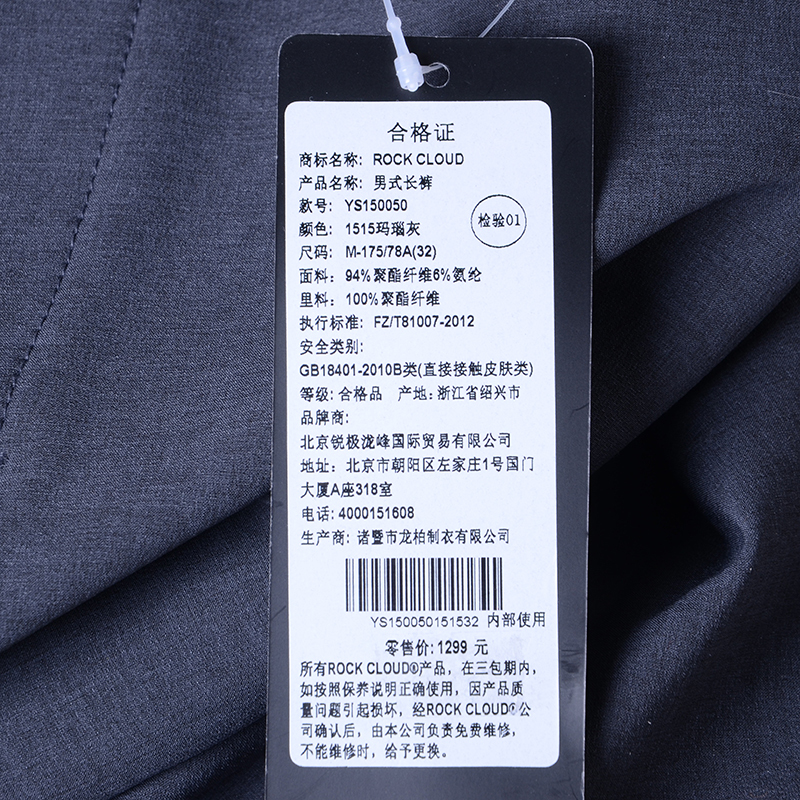 合格证
商标名称: ROCK CLOUD
产品名称: 男式长裤
款号: YS150050
检验01
颜色: 1515玛瑙灰
尺码: M-175/78A(32)
面料: 94%聚酯纤维6%氨纶
里料: 100%聚酯纤维
执行标准: FZ/T81007-2012
安全类别:
GB18401-2010B类(直接接触皮肤类)
等级: 合格品 产地: 浙江省绍兴市
品牌商:
北京锐极泷峰国际贸易有限公司
地址: 北京市朝阳区左家庄1号国门
大厦A座318室
电话: 4000151608
生产商: 诸暨市龙柏制衣有限公司
YS150050151532 内部使用
零售价: 1299 元
所有ROCK CLOUD®产品, 在三包期内,
如按照保养说明正确使用, 因产品质
量问题引起损坏, 经ROCK CLOUD®公
司确认后, 由本公司负责免费维修,
不能维修时, 给予更换。